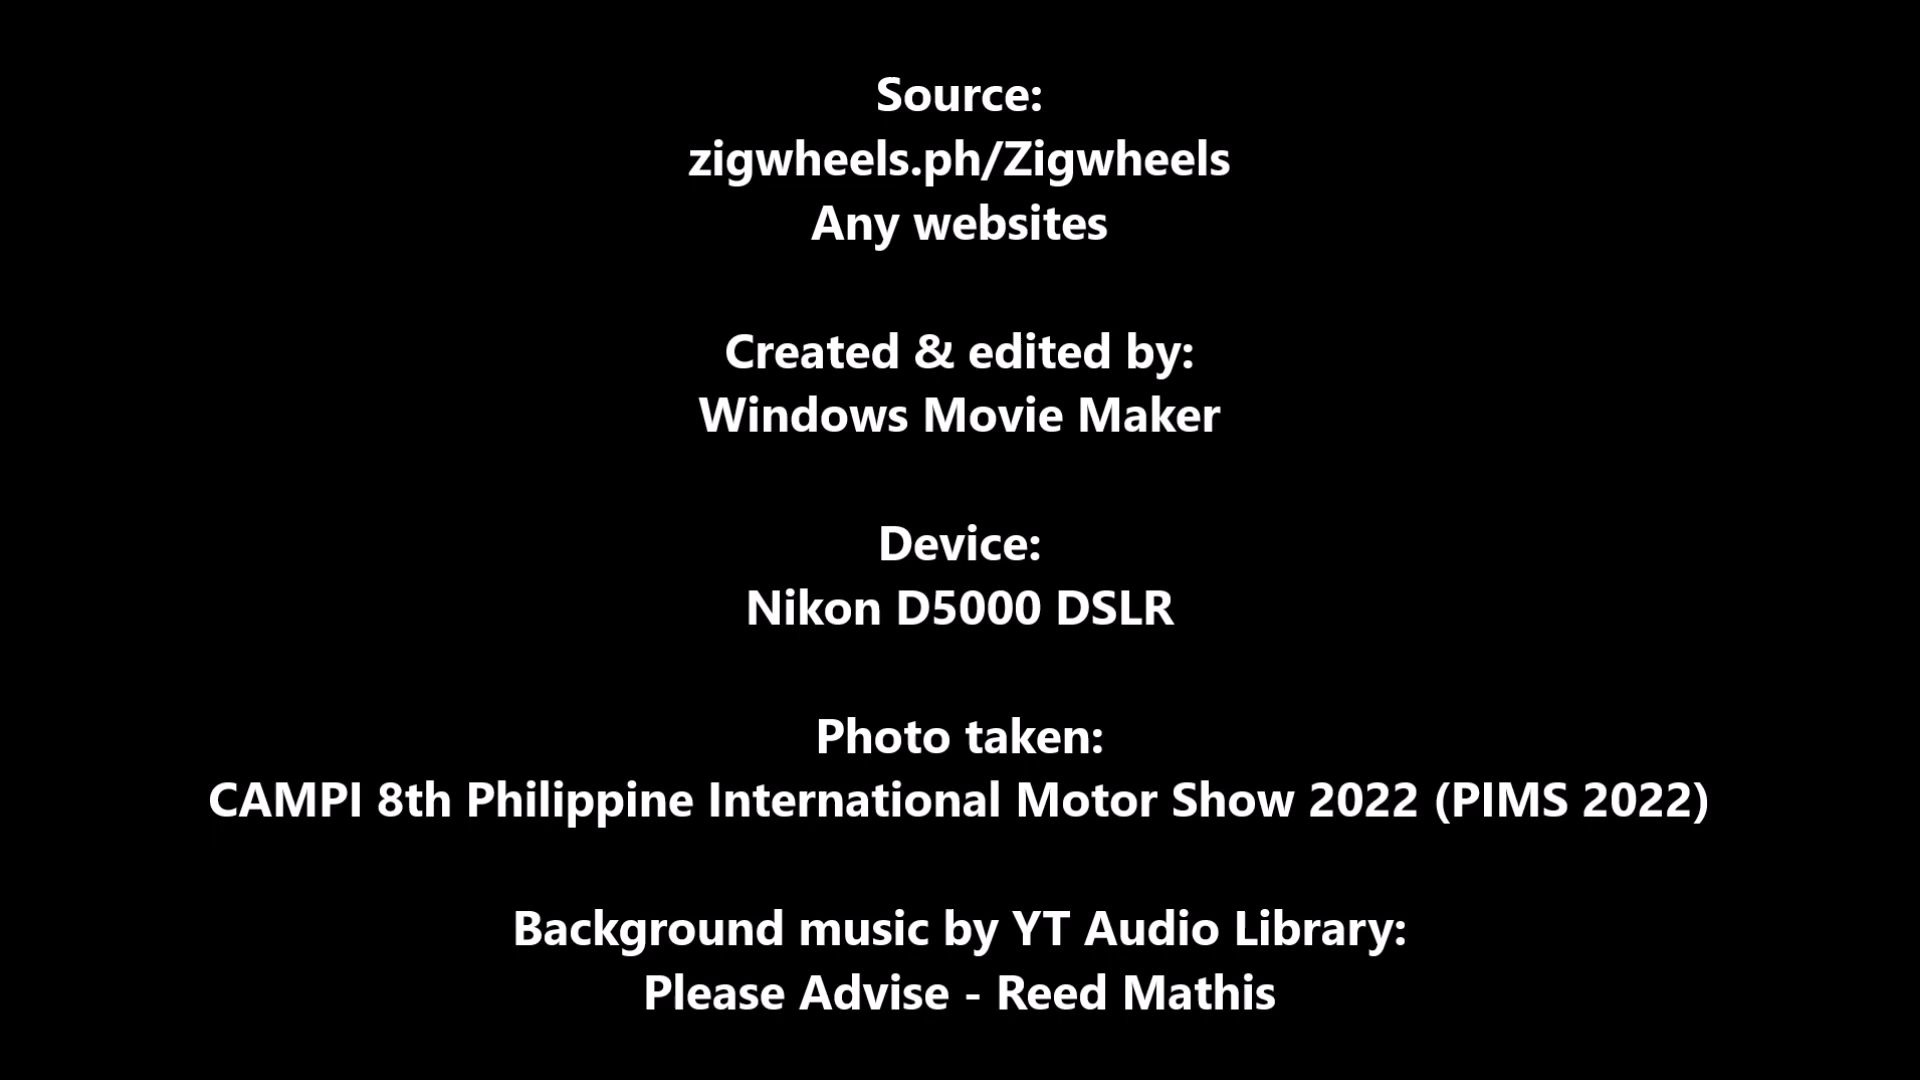 Source:
zigwheels.ph/Zigwheels
Any websites
Created & edited by:
Windows Movie Maker
Device:
Nikon D5000 DSLR
Photo taken:
CAMPI 8th Philippine International Motor Show 2022 (PIMS 2022)
Background music by YT Audio Library:
Please Advise - Reed Mathis